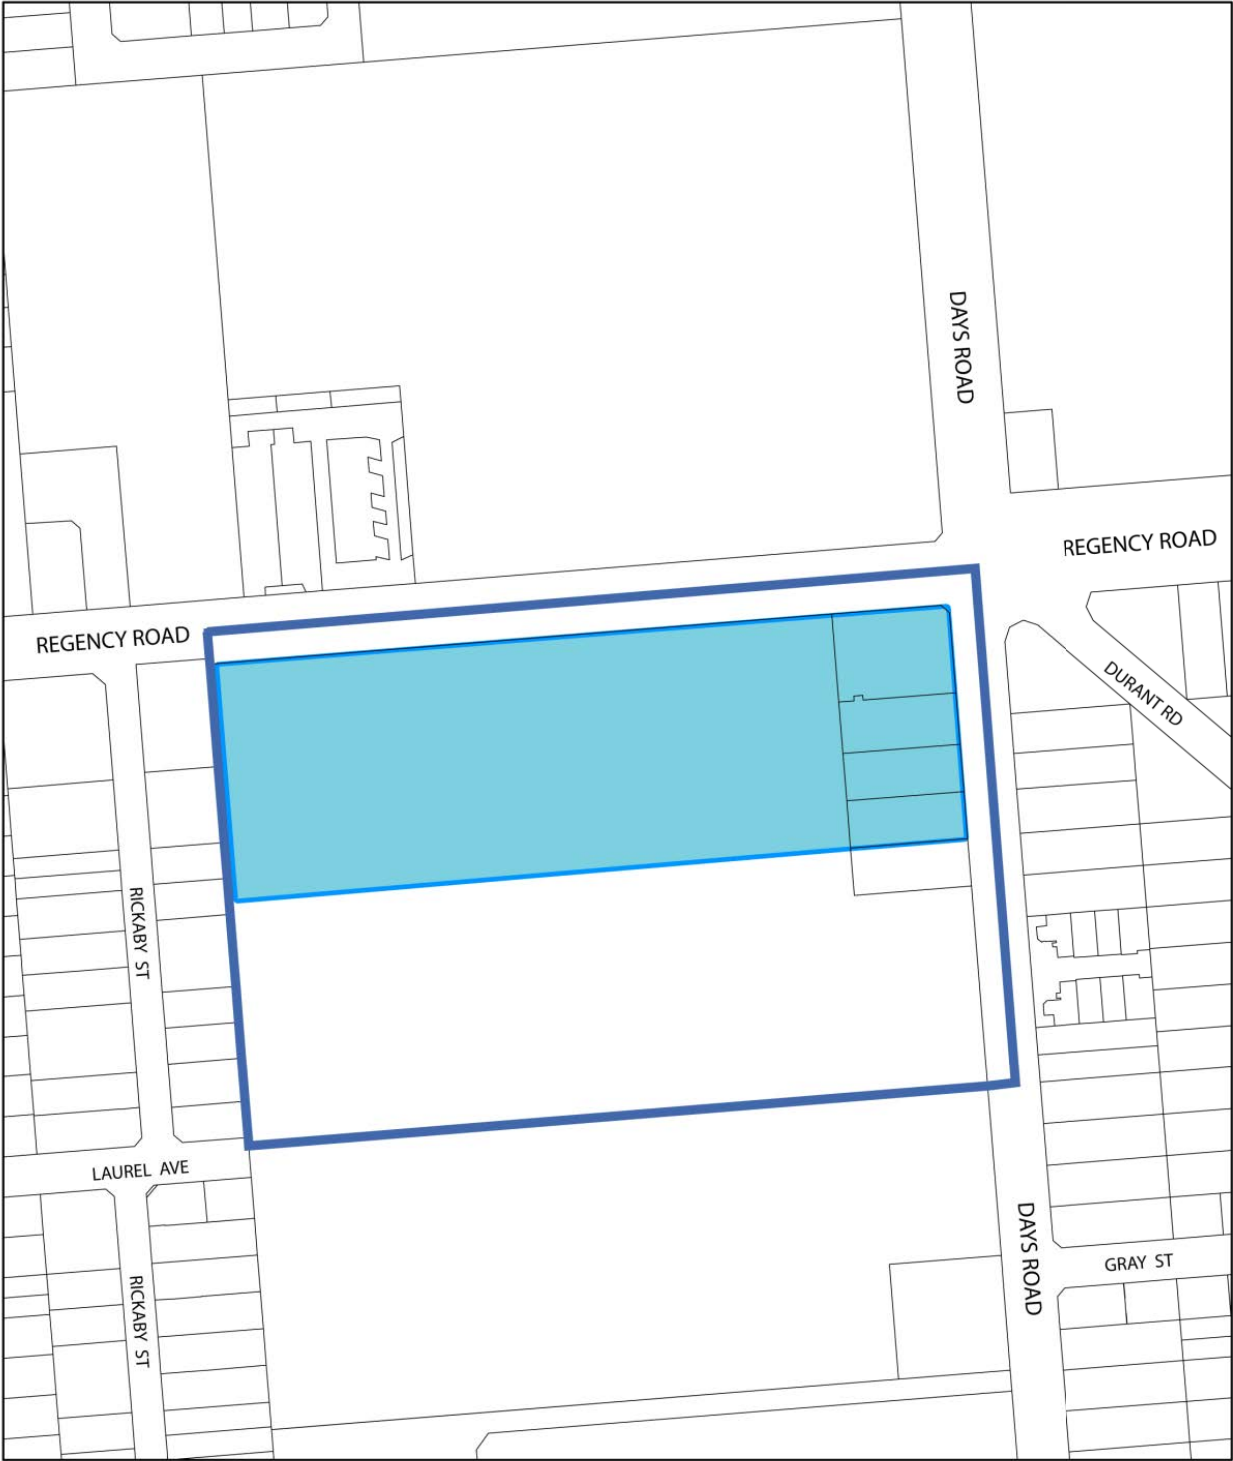 DAYS ROAD
REGENCY ROAD
REGENCY ROAD
DURANT RD
RICKABY ST
LAUREL AVE
DAYS ROAD
GRAY ST
RICKABY ST